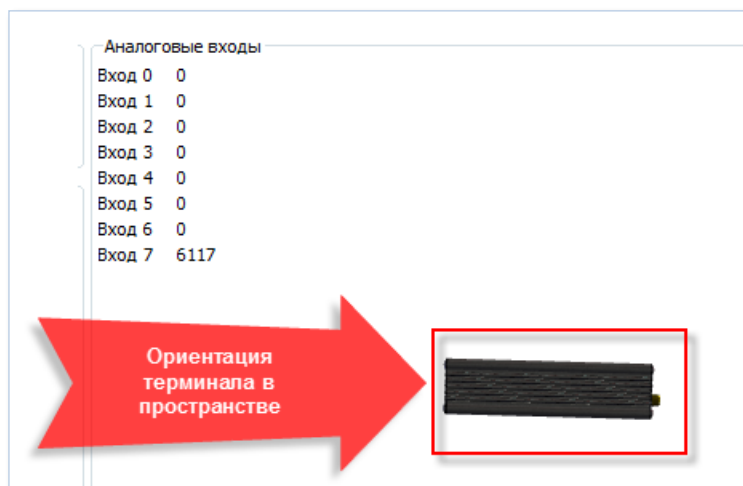 Аналоговые входы
Вход 0 0
Вход 1 0
Вход 2 0
Вход 3 0
Вход 4 0
Вход 5 0
Вход 6 0
Вход 7 6117
Ориентация
терминала в
пространстве